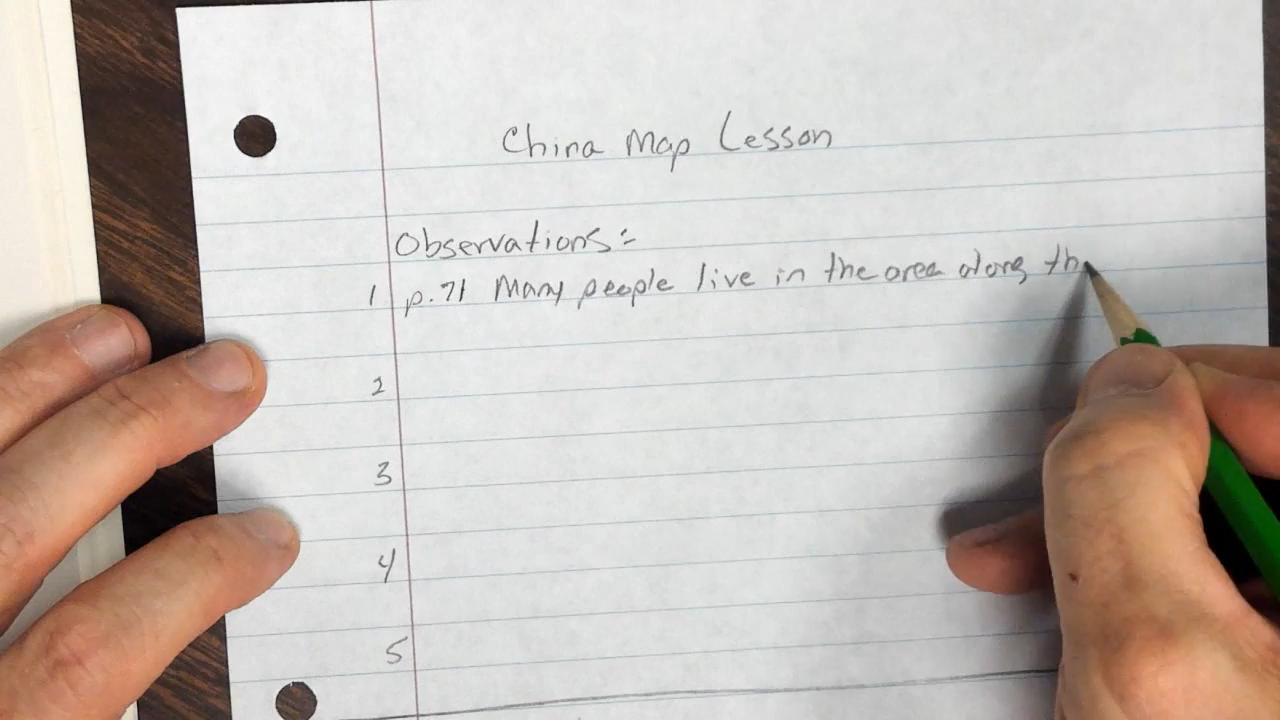 China Map Lesson
Observations:
1 p.71 Many people live in the area along th
2
3
4
5